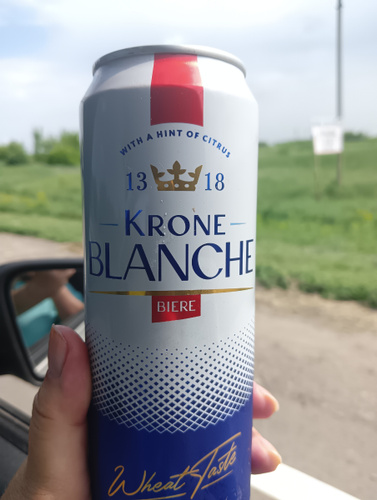 WITH A HINT OF CITRUS
13 18
KRONE
BLANCHE
BIERE
Wheat Taste